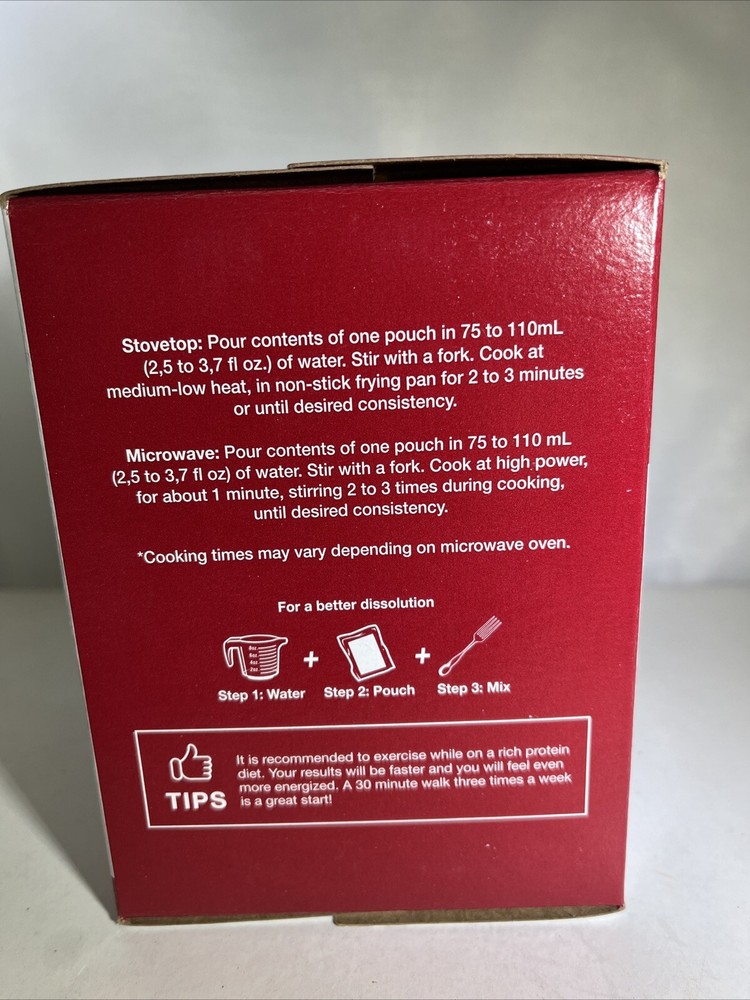 Stovetop: Pour contents of one pouch in 75 to 110mL
(2,5 to 3,7 fl oz.) of water. Stir with a fork. Cook at
medium-low heat, in non-stick frying pan for 2 to 3 minutes
or until desired consistency.
Microwave: Pour contents of one pouch in 75 to 110 mL
(2,5 to 3,7 fl oz) of water. Stir with a fork. Cook at high power,
for about 1 minute, stirring 2 to 3 times during cooking,
until desired consistency.
*Cooking times may vary depending on microwave oven.
For a better dissolution
8oz
6oz
4oz
2oz
+ +
Step 1: Water Step 2: Pouch Step 3: Mix
It is recommended to exercise while on a rich protein
diet. Your results will be faster and you will feel even
more energized. A 30 minute walk three times a week
is a great start!
TIPS